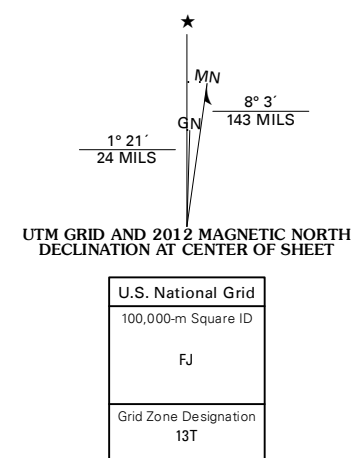 ★
MN
8° 3´
143 MILS
GN
1° 21´
24 MILS
UTM GRID AND 2012 MAGNETIC NORTH
DECLINATION AT CENTER OF SHEET
U.S. National Grid
100,000-m Square ID
FJ
Grid Zone Designation
13T